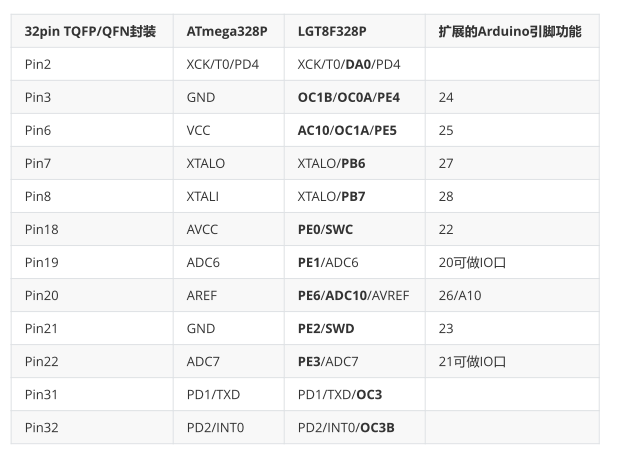 32pin TQFP/QFN封装 ATmega328P LGT8F328P 扩展的Arduino引脚功能
Pin2 XCK/T0/PD4 XCK/T0/DA0/PD4
Pin3 GND OC1B/OC0A/PE4 24
Pin6 VCC AC10/OC1A/PE5 25
Pin7 XTALO XTALO/PB6 27
Pin8 XTALI XTALO/PB7 28
Pin18 AVCC PE0/SWC 22
Pin19 ADC6 PE1/ADC6 20可做IO口
Pin20 AREF PE6/ADC10/AVREF 26/A10
Pin21 GND PE2/SWD 23
Pin22 ADC7 PE3/ADC7 21可做IO口
Pin31 PD1/TXD PD1/TXD/OC3
Pin32 PD2/INT0 PD2/INT0/OC3B